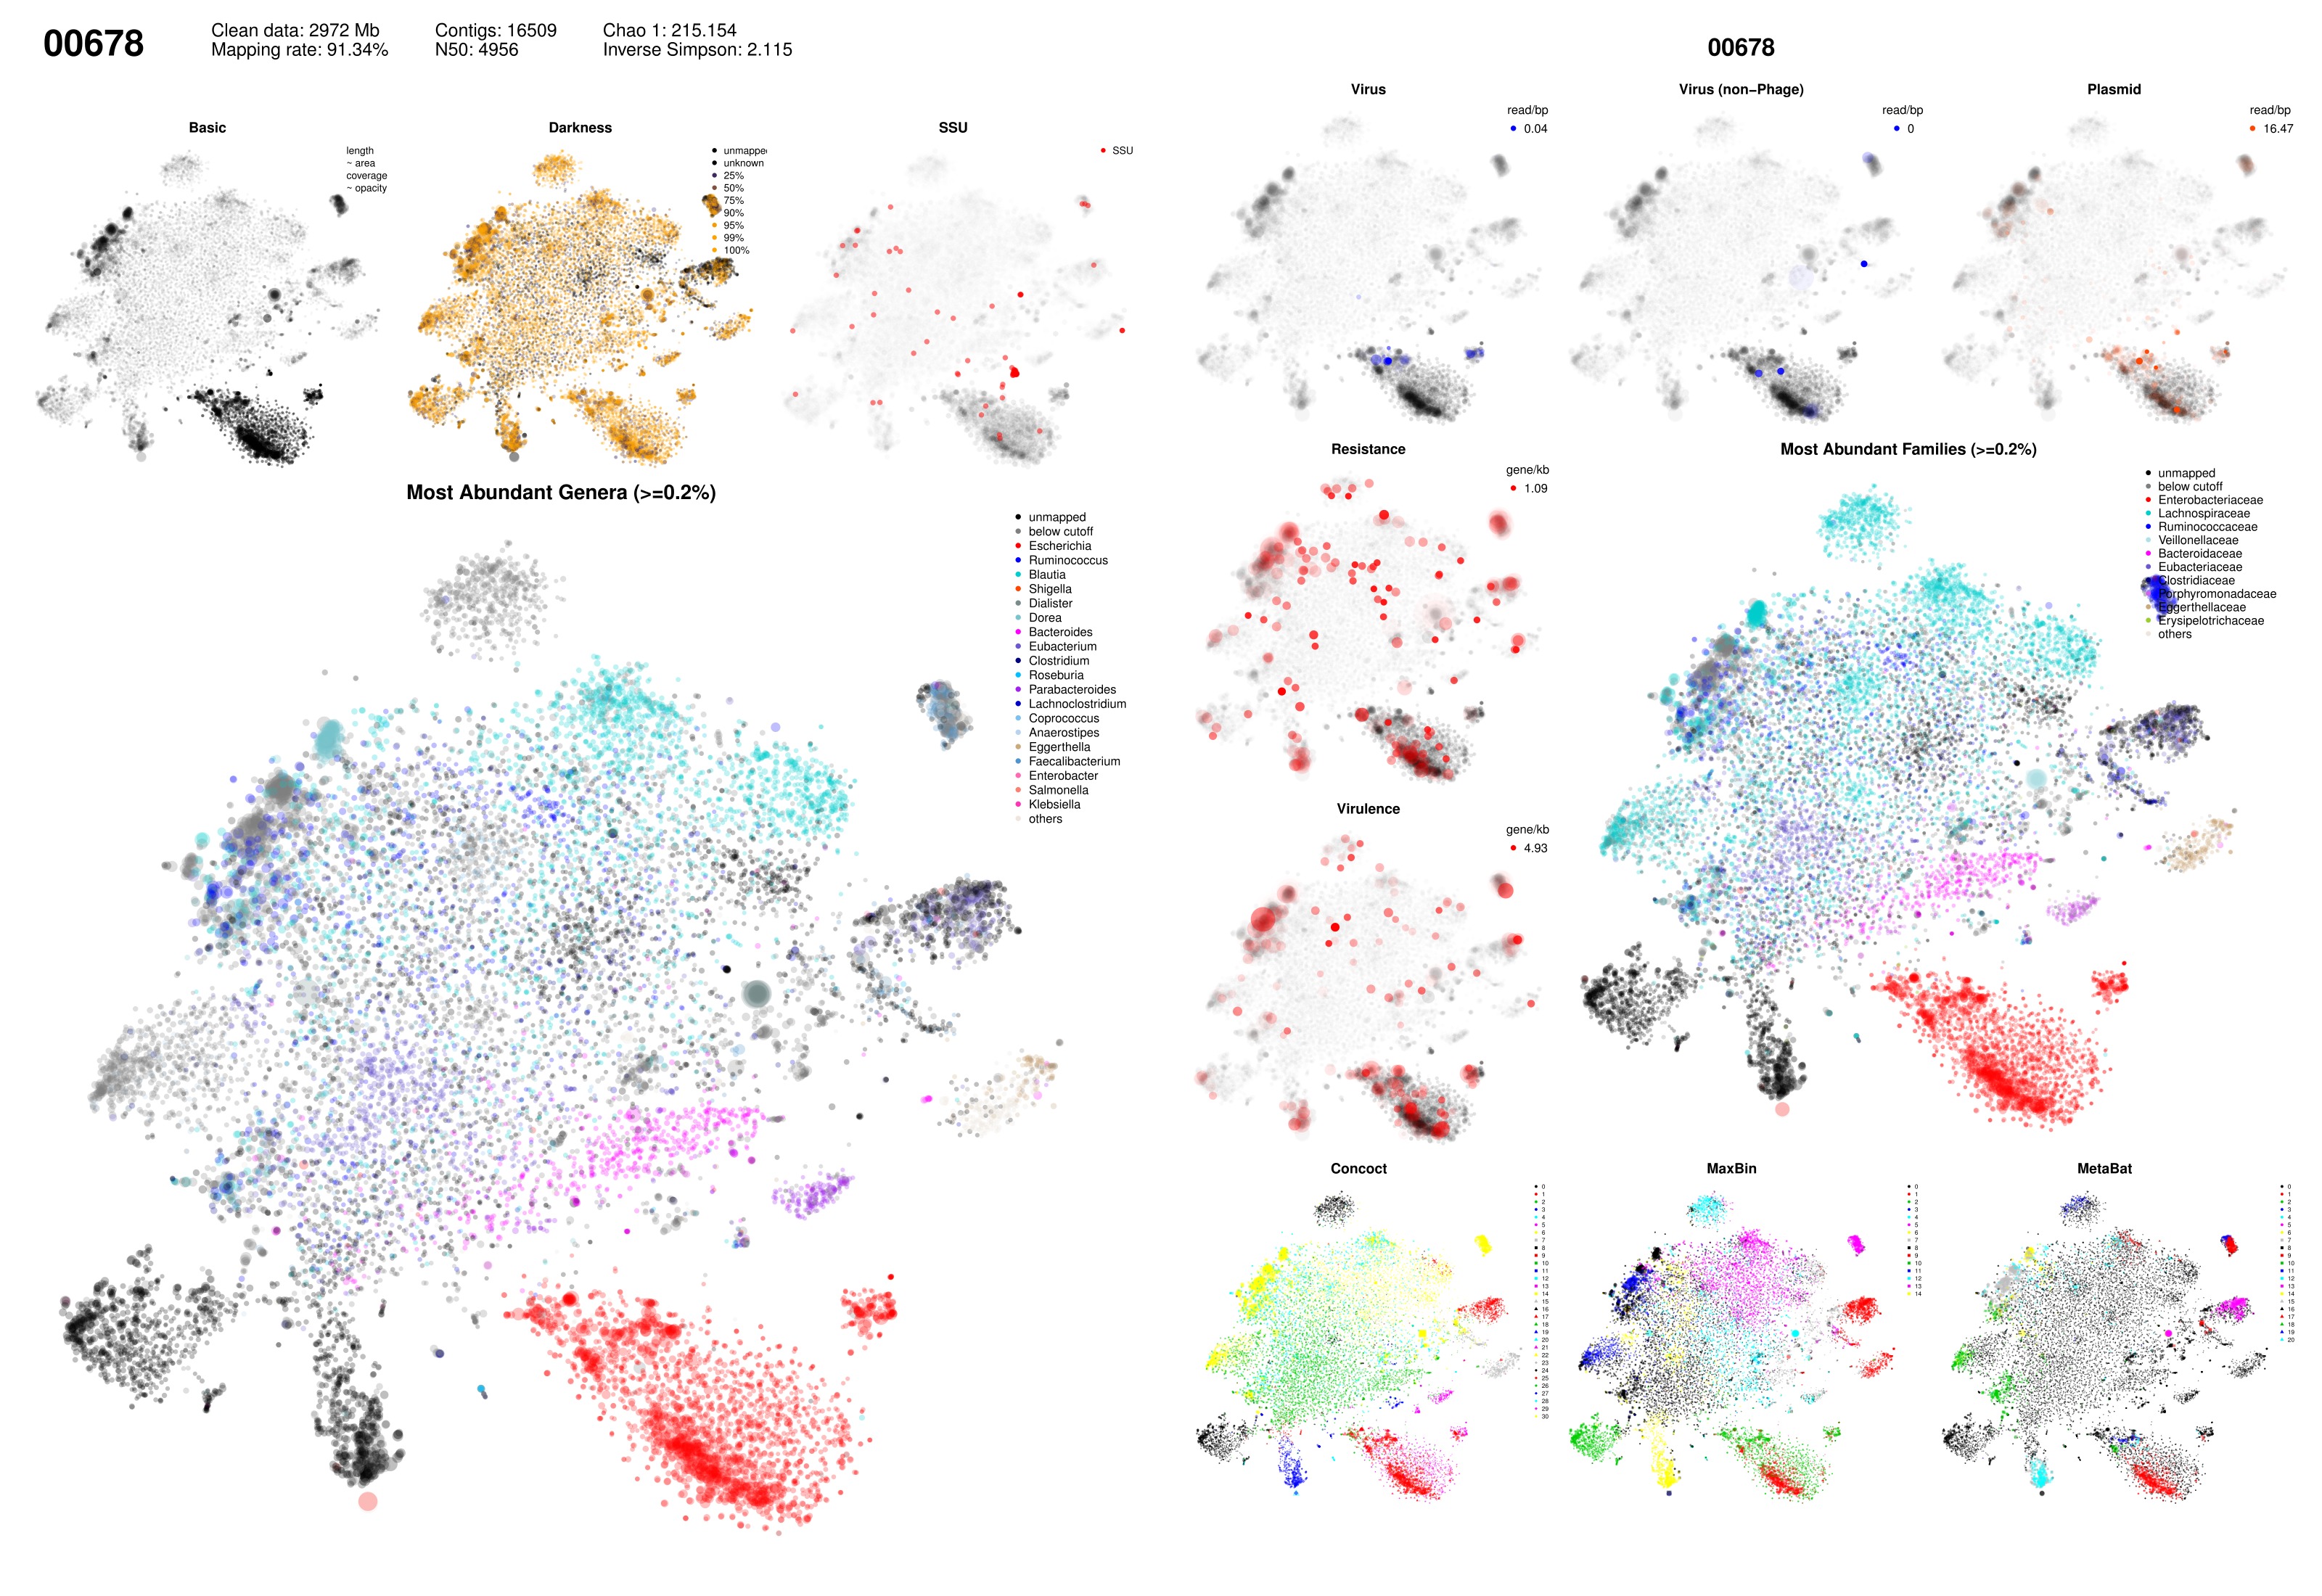 00678
Clean data: 2972 Mb
Mapping rate: 91.34%
Contigs: 16509
N50: 4956
Chao 1: 215.154
Inverse Simpson: 2.115
Basic
length
~ area
coverage
~ opacity
Darkness
unmapped
unknown
25%
50%
75%
90%
95%
99%
100%
SSU
SSU
Most Abundant Genera (>=0.2%)
unmapped
below cutoff
Escherichia
Ruminococcus
Blautia
Shigella
Dialister
Dorea
Bacteroides
Eubacterium
Clostridium
Roseburia
Parabacteroides
Lachnoclostridium
Coprococcus
Anaerostipes
Eggerthella
Faecalibacterium
Enterobacter
Salmonella
Klebsiella
others
00678
Virus
read/bp
0.04
Virus (non−Phage)
read/bp
0
Plasmid
read/bp
16.47
Resistance
gene/kb
1.09
Virulence
gene/kb
4.93
Most Abundant Families (>=0.2%)
unmapped
below cutoff
Enterobacteriaceae
Lachnospiraceae
Ruminococcaceae
Veillonellaceae
Bacteroidaceae
Eubacteriaceae
Clostridiaceae
Porphyromonadaceae
Eggerthellaceae
Erysipelotrichaceae
others
Concoct
0
1
2
3
4
5
6
7
8
9
10
11
12
13
14
15
16
17
18
19
20
21
22
23
24
25
26
27
28
29
30
MaxBin
0
1
2
3
4
5
6
7
8
9
10
11
12
13
14
MetaBat
0
1
2
3
4
5
6
7
8
9
10
11
12
13
14
15
16
17
18
19
20